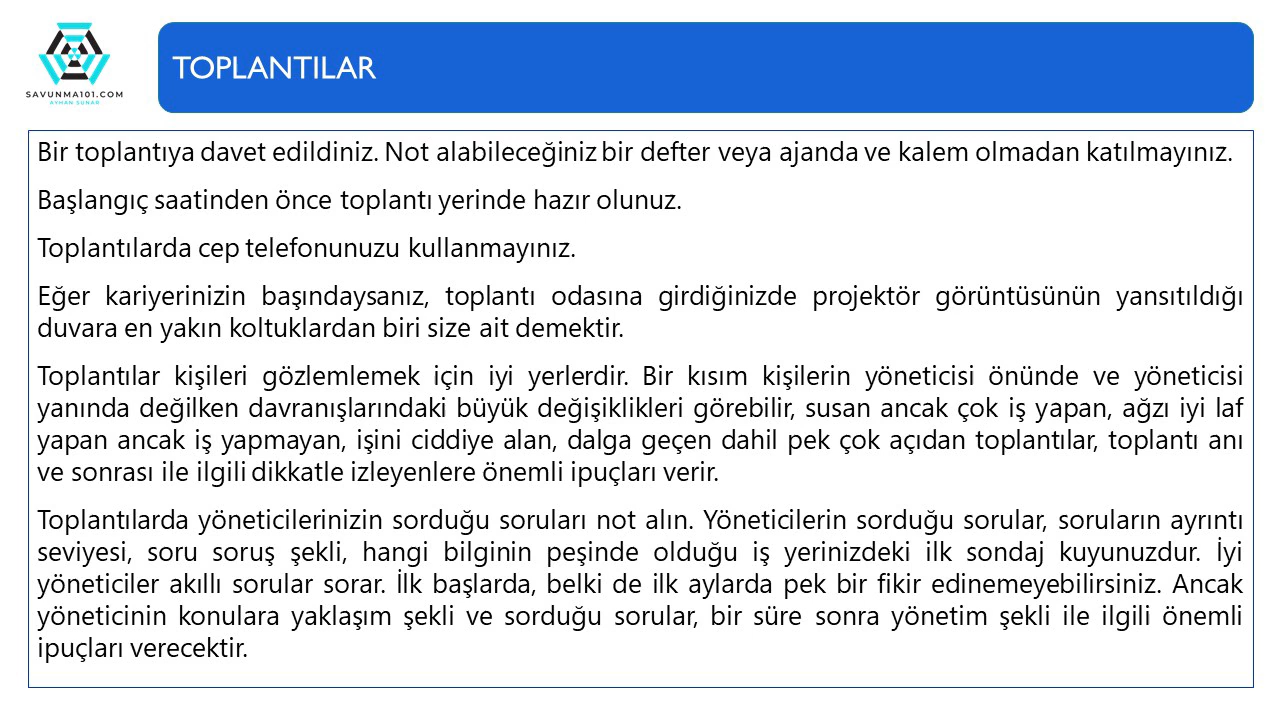 SAVUNMA101.COM
AYHAN SUNAR
TOPLANTILAR
Bir toplantıya davet edildiniz. Not alabileceğiniz bir defter veya ajanda ve kalem olmadan katılmayınız.
Başlangıç saatinden önce toplantı yerinde hazır olunuz.
Toplantılarda cep telefonunuzu kullanmayınız.
Eğer kariyerinizin başındaysanız, toplantı odasına girdiğinizde projektör görüntüsünün yansıtıldığı
duvara en yakın koltuklardan biri size ait demektir.
Toplantılar kişileri gözlemlemek için iyi yerlerdir. Bir kısım kişilerin yöneticisi önünde ve yöneticisi
yanında değilken davranışlarındaki büyük değişiklikleri görebilir, susan ancak çok iş yapan, ağzı iyi laf
yapan ancak iş yapmayan, işini ciddiye alan, dalga geçen dahil pek çok açıdan toplantılar, toplantı anı
ve sonrası ile ilgili dikkatle izleyenlere önemli ipuçları verir.
Toplantılarda yöneticilerinizin sorduğu soruları not alın. Yöneticilerin sorduğu sorular, soruların ayrıntı
seviyesi, soru soruş şekli, hangi bilginin peşinde olduğu iş yerinizdeki ilk sondaj kuyunuzdur. İyi
yöneticiler akıllı sorular sorar. İlk başlarda, belki de ilk aylarda pek bir fikir edinemeyebilirsiniz. Ancak
yöneticinin konulara yaklaşım şekli ve sorduğu sorular, bir süre sonra yönetim şekli ile ilgili önemli
ipuçları verecektir.